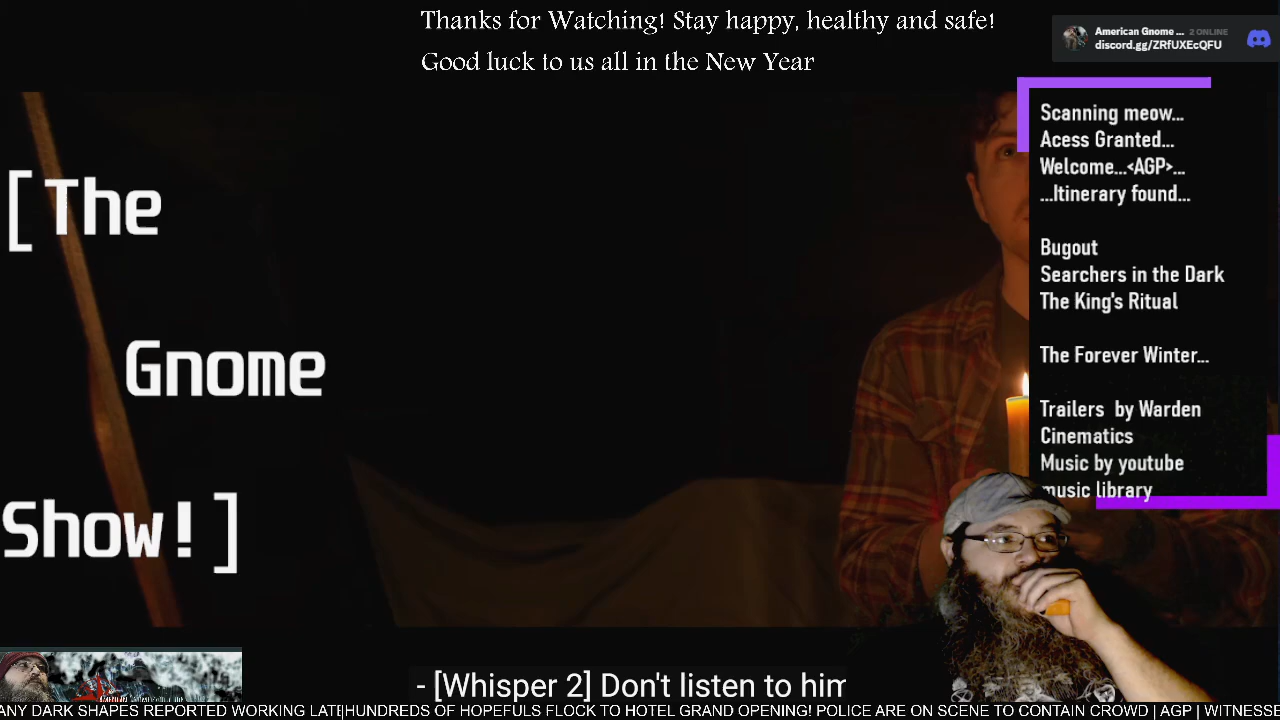 Thanks for Watching! Stay happy, healthy and safe!
Good luck to us all in the New Year
American Gnome ... 2 ONLINE
discord.gg/ZRfUXEcQFU
Scanning meow...
Acess Granted...
Welcome...<AGP>...
...Itinerary found...
Bugout
Searchers in the Dark
The King's Ritual
The Forever Winter...
Trailers by Warden
Cinematics
Music by youtube
music library
[The
Gnome
Show!]
- [Whisper 2] Don't listen to him
ANY DARK SHAPES REPORTED WORKING LATE|HUNDREDS OF HOPEFULS FLOCK TO HOTEL GRAND OPENING! POLICE ARE ON SCENE TO CONTAIN CROWD | AGP | WITNESSE